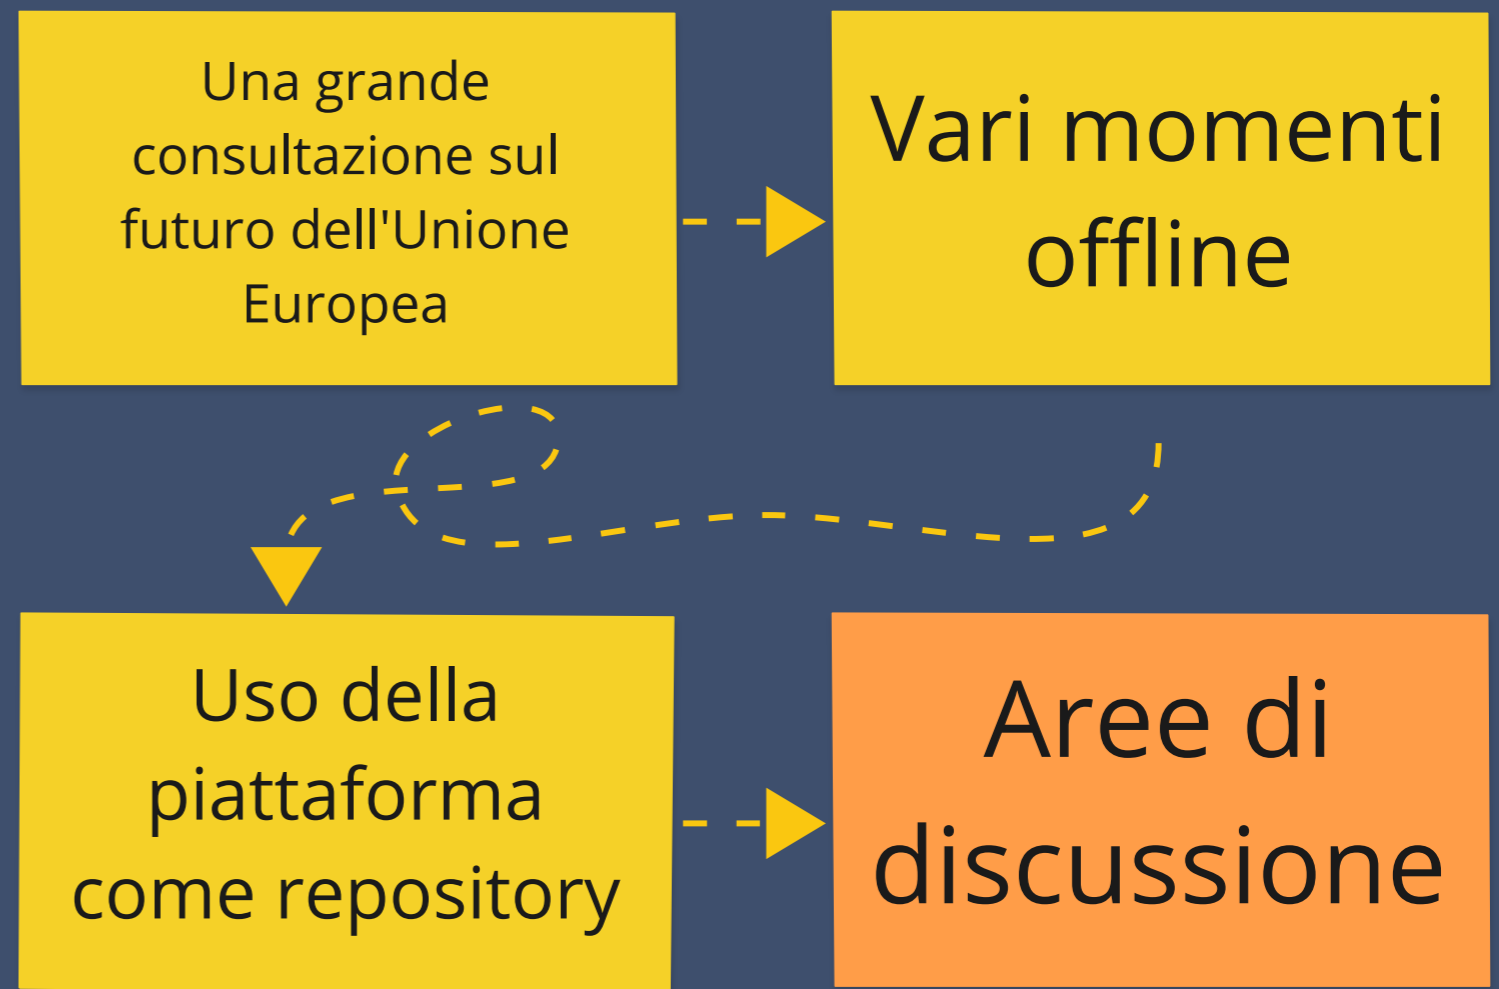 Una grande
consultazione sul
futuro dell'Unione
Europea
Vari momenti
offline
Uso della
piattaforma
come repository
Aree di
discussione